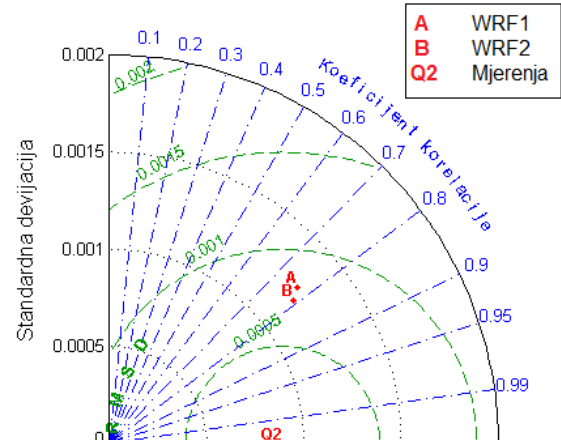 A WRF1
B WRF2
Q2 Mjerenja
Koeficijent korelacije
Standardna devijacija
0.002
0.0015
0.001
0.0005
0
0.1
0.2
0.3
0.4
0.5
0.6
0.7
0.8
0.9
0.95
0.99
0.002
0.0015
0.001
0.0005
R M S D
A
B
Q2